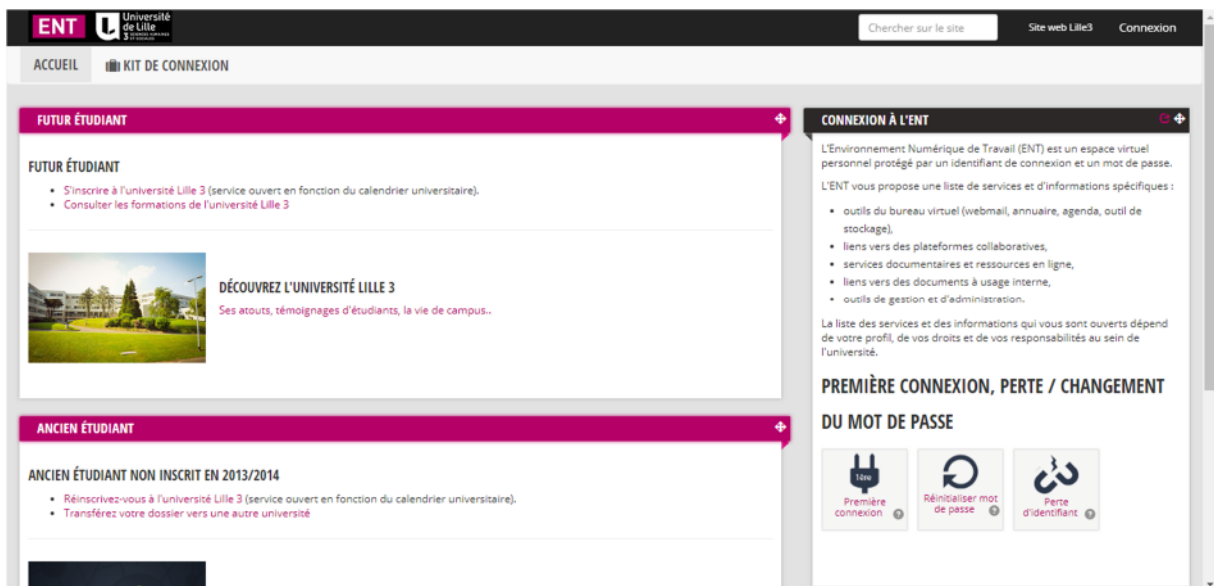 ENT
Université
de Lille
3 SCIENCES HUMAINES
ET SOCIALES
Chercher sur le site
Site web Lille3
Connexion
ACCUEIL
KIT DE CONNEXION
FUTUR ÉTUDIANT
FUTUR ÉTUDIANT
S'inscrire à l'université Lille 3 (service ouvert en fonction du calendrier universitaire).
Consulter les formations de l'université Lille 3
DÉCOUVREZ L'UNIVERSITÉ LILLE 3
Ses atouts, témoignages d'étudiants, la vie de campus..
ANCIEN ÉTUDIANT
ANCIEN ÉTUDIANT NON INSCRIT EN 2013/2014
Réinscrivez-vous à l'université Lille 3 (service ouvert en fonction du calendrier universitaire).
Transférez votre dossier vers une autre université
CONNEXION À L'ENT
L'Environnement Numérique de Travail (ENT) est un espace virtuel
personnel protégé par un identifiant de connexion et un mot de passe.
L'ENT vous propose une liste de services et d'informations spécifiques :
outils du bureau virtuel (webmail, annuaire, agenda, outil de
stockage),
liens vers des plateformes collaboratives,
services documentaires et ressources en ligne,
liens vers des documents à usage interne,
outils de gestion et d'administration.
La liste des services et des informations qui vous sont ouverts dépend
de votre profil, de vos droits et de vos responsabilités au sein de
l'université.
PREMIÈRE CONNEXION, PERTE / CHANGEMENT
DU MOT DE PASSE
1ère
Première
connexion
Réinitialiser mot
de passe
Perte
d'identifiant